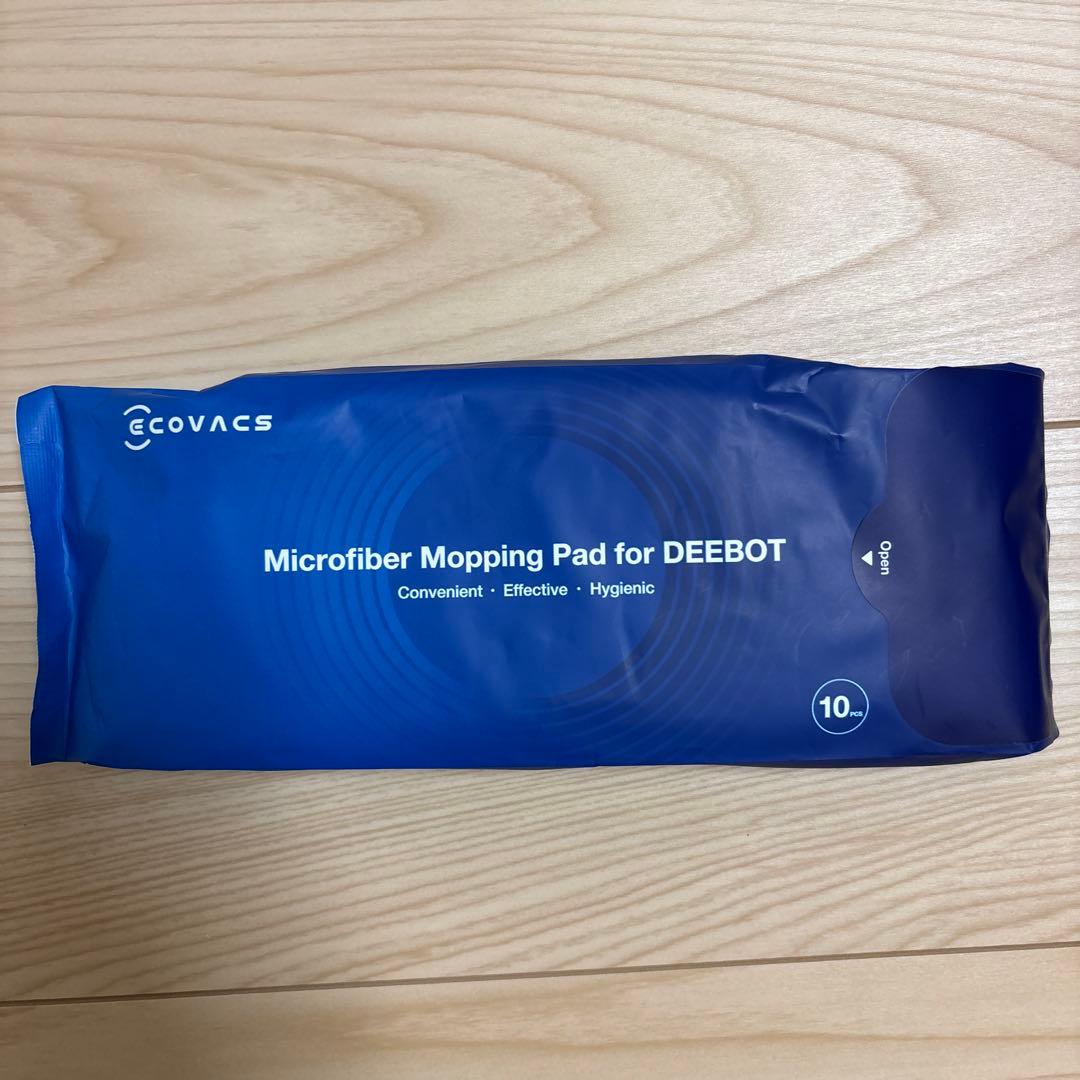 ECOVACS
Microfiber Mopping Pad for DEEBOT
Convenient · Effective · Hygienic
Open
10 PCS